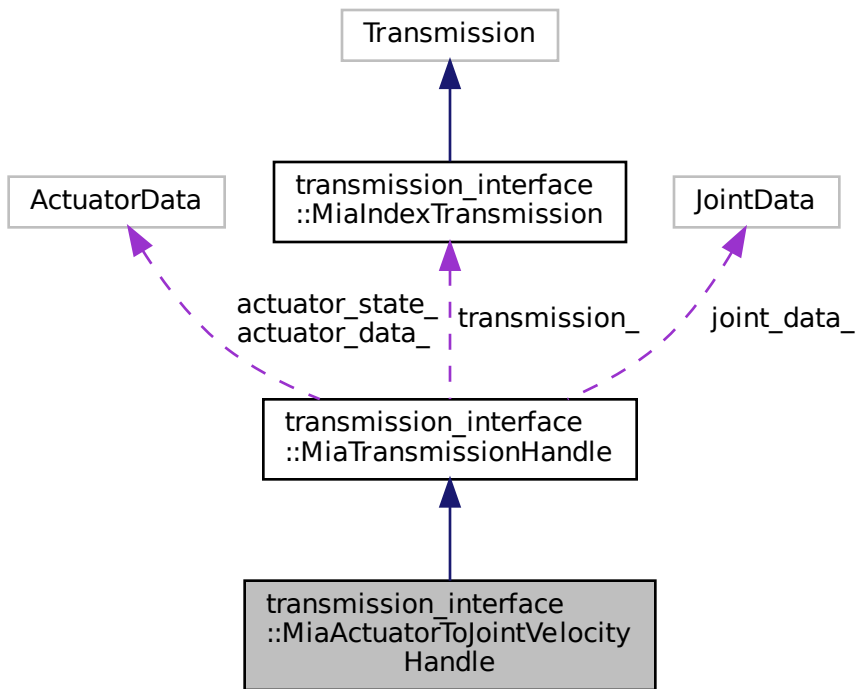 Transmission
ActuatorData
transmission_interface
::MiaIndexTransmission
JointData
actuator_state_
actuator_data_
transmission_
joint_data_
transmission_interface
::MiaTransmissionHandle
transmission_interface
::MiaActuatorToJointVelocity
Handle